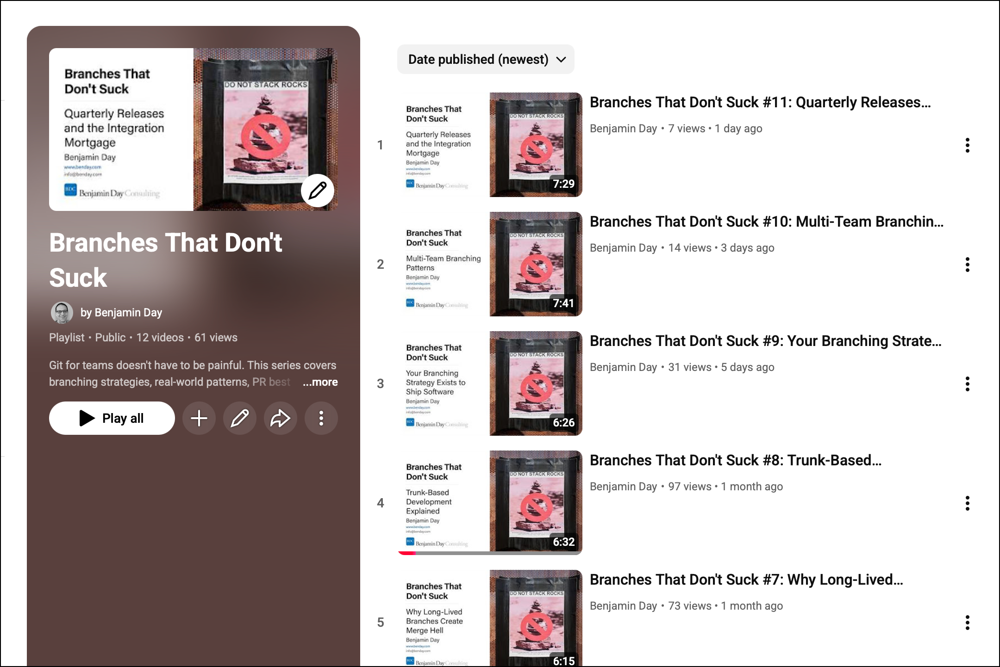 Branches That
Don't Suck
Quarterly Releases
and the Integration
Mortgage
Benjamin Day
www.benday.com
info@benday.com
BDC Benjamin Day Consulting
DO NOT STACK ROCKS
Branches That Don't
Suck
by Benjamin Day
Playlist • Public • 12 videos • 61 views
Git for teams doesn't have to be painful. This series covers
branching strategies, real-world patterns, PR best ...more
Play all
Date published (newest)
1
Branches That
Don't Suck
Quarterly Releases
and the Integration
Mortgage
Benjamin Day
www.benday.com
info@benday.com
BDC Benjamin Day Consulting
DO NOT STACK ROCKS
7:29
Branches That Don't Suck #11: Quarterly Releases...
Benjamin Day • 7 views • 1 day ago
2
Branches That
Don't Suck
Multi-Team Branching
Patterns
Benjamin Day
www.benday.com
info@benday.com
BDC Benjamin Day Consulting
DO NOT STACK ROCKS
7:41
Branches That Don't Suck #10: Multi-Team Branchin...
Benjamin Day • 14 views • 3 days ago
3
Branches That
Don't Suck
Your Branching
Strategy Exists to
Ship Software
Benjamin Day
www.benday.com
info@benday.com
BDC Benjamin Day Consulting
DO NOT STACK ROCKS
6:26
Branches That Don't Suck #9: Your Branching Strate...
Benjamin Day • 31 views • 5 days ago
4
Branches That
Don't Suck
Trunk-Based
Development
Explained
Benjamin Day
www.benday.com
info@benday.com
BDC Benjamin Day Consulting
DO NOT STACK ROCKS
6:32
Branches That Don't Suck #8: Trunk-Based...
Benjamin Day • 97 views • 1 month ago
5
Branches That
Don't Suck
Why Long-Lived
Branches Create
Merge Hell
Benjamin Day
www.benday.com
info@benday.com
BDC Benjamin Day Consulting
DO NOT STACK ROCKS
6:15
Branches That Don't Suck #7: Why Long-Lived...
Benjamin Day • 73 views • 1 month ago